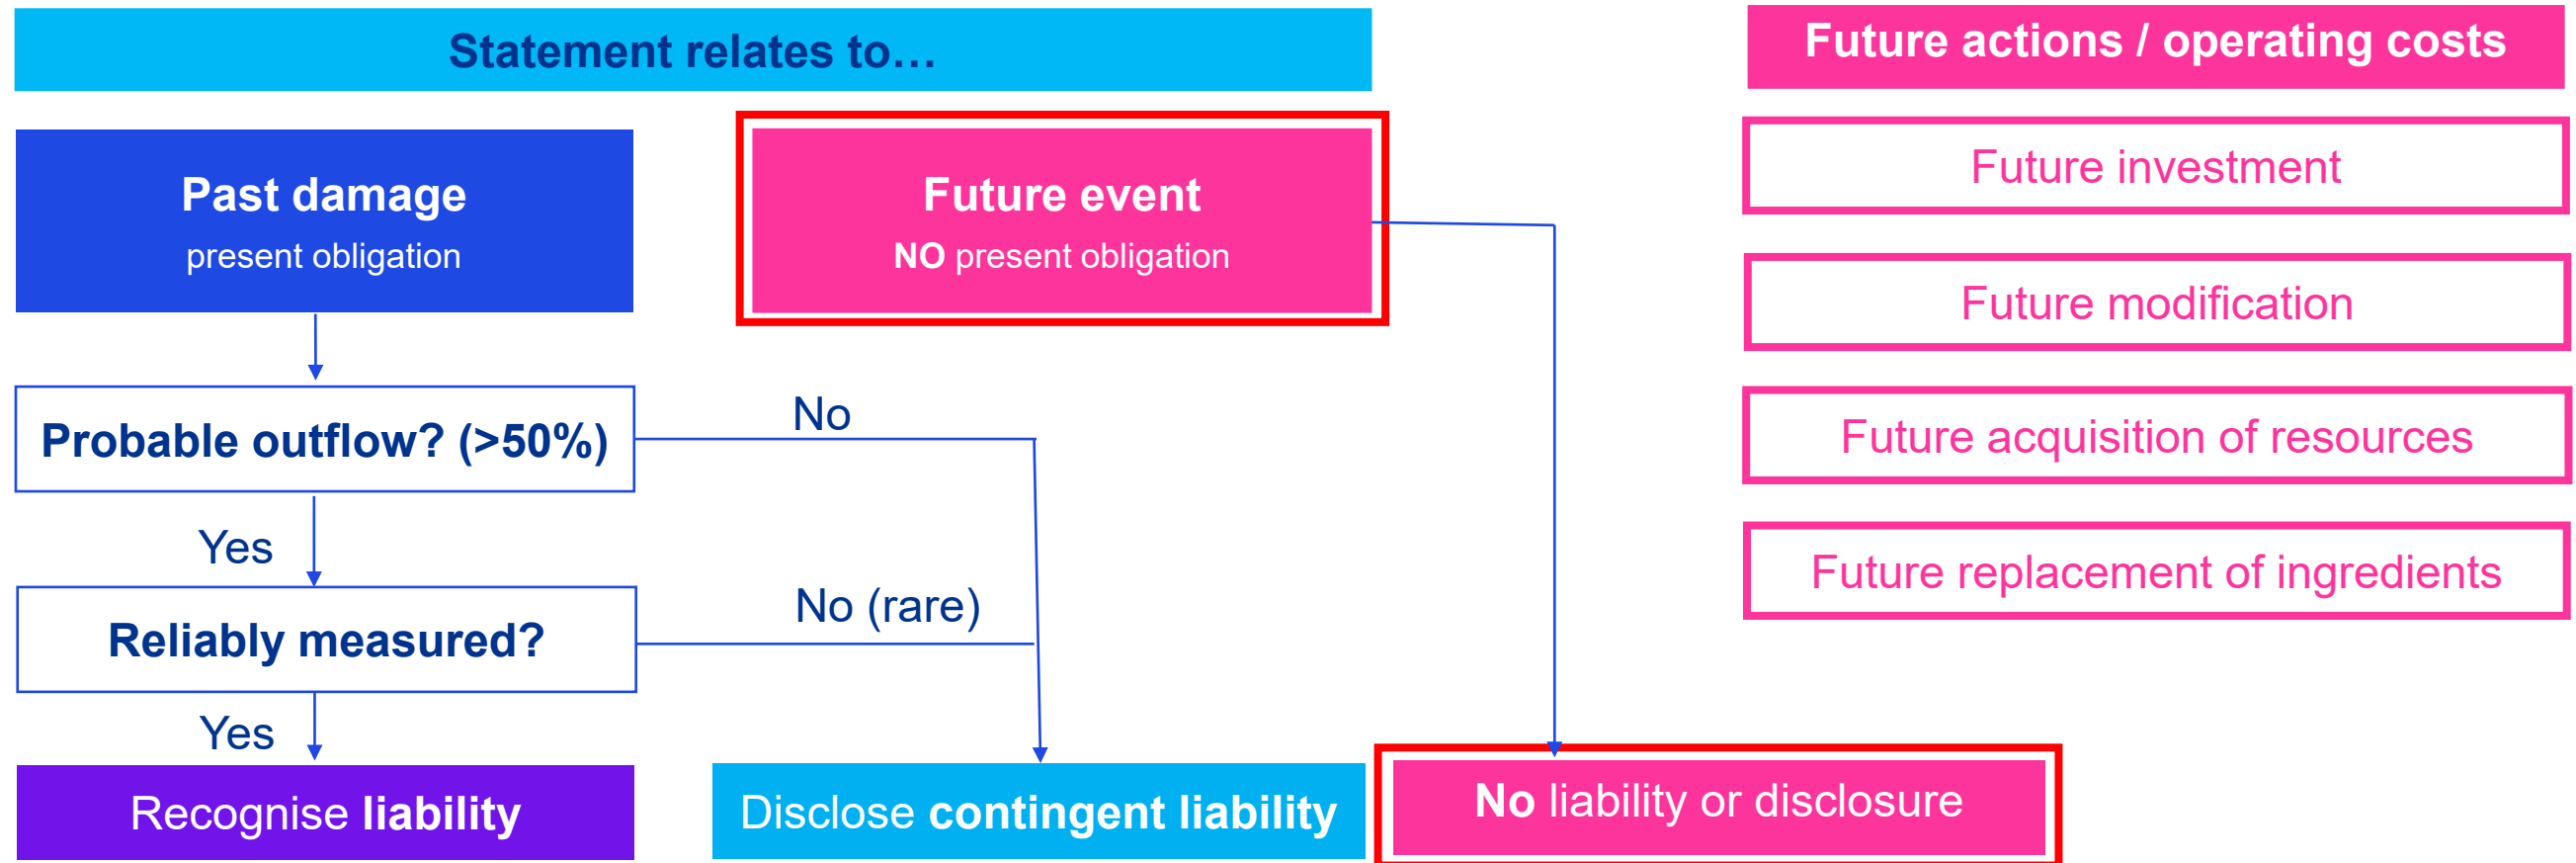 Statement relates to…
Past damage
present obligation
Future event
NO present obligation
Probable outflow? (>50%)
No
Yes
Reliably measured?
No (rare)
Yes
Recognise liability
Disclose contingent liability
No liability or disclosure
Future actions / operating costs
Future investment
Future modification
Future acquisition of resources
Future replacement of ingredients